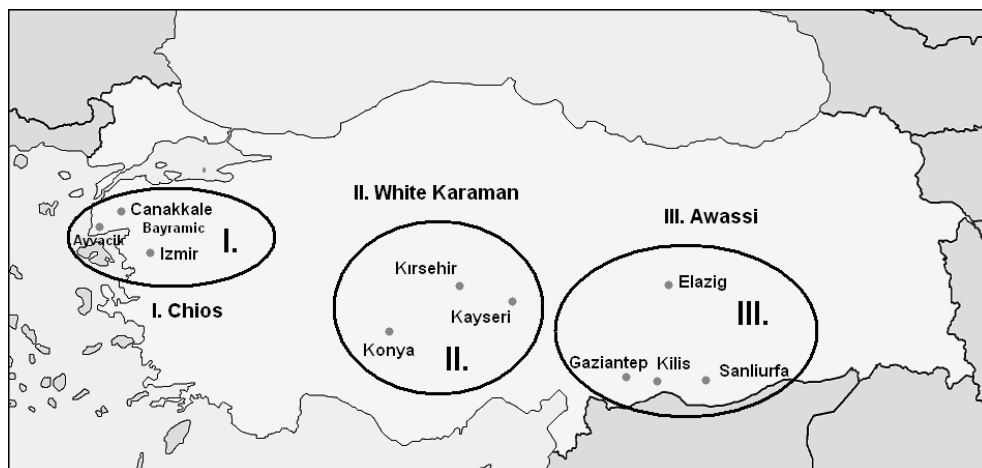 II. White Karaman
III. Awassi
Canakkale
Bayramic
Ayvacik
Izmir
I.
I. Chios
Kırsehir
Kayseri
Konya
II.
Elazig
III.
Gaziantep
Kilis
Sanliurfa